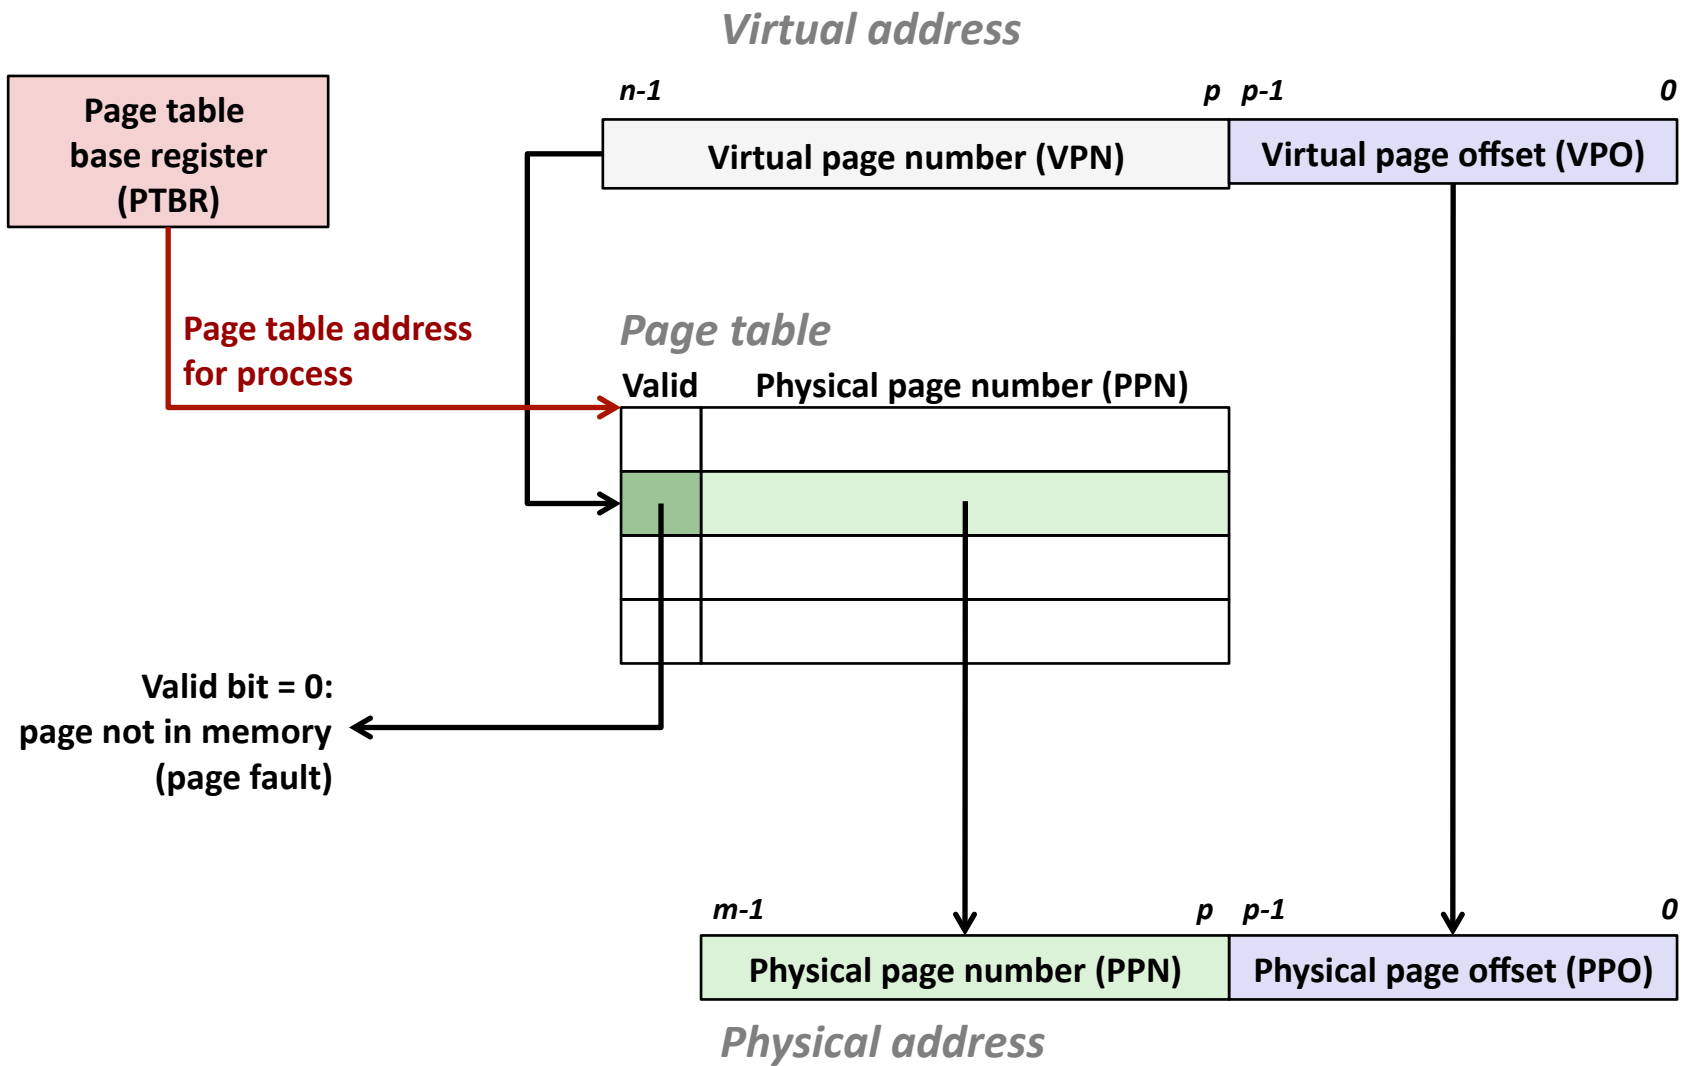 Virtual address
n-1 p p-1 0
Page table
base register
(PTBR)
Virtual page number (VPN) Virtual page offset (VPO)
Page table address
for process
Page table
Valid Physical page number (PPN)
Valid bit = 0:
page not in memory
(page fault)
m-1 p p-1 0
Physical page number (PPN) Physical page offset (PPO)
Physical address